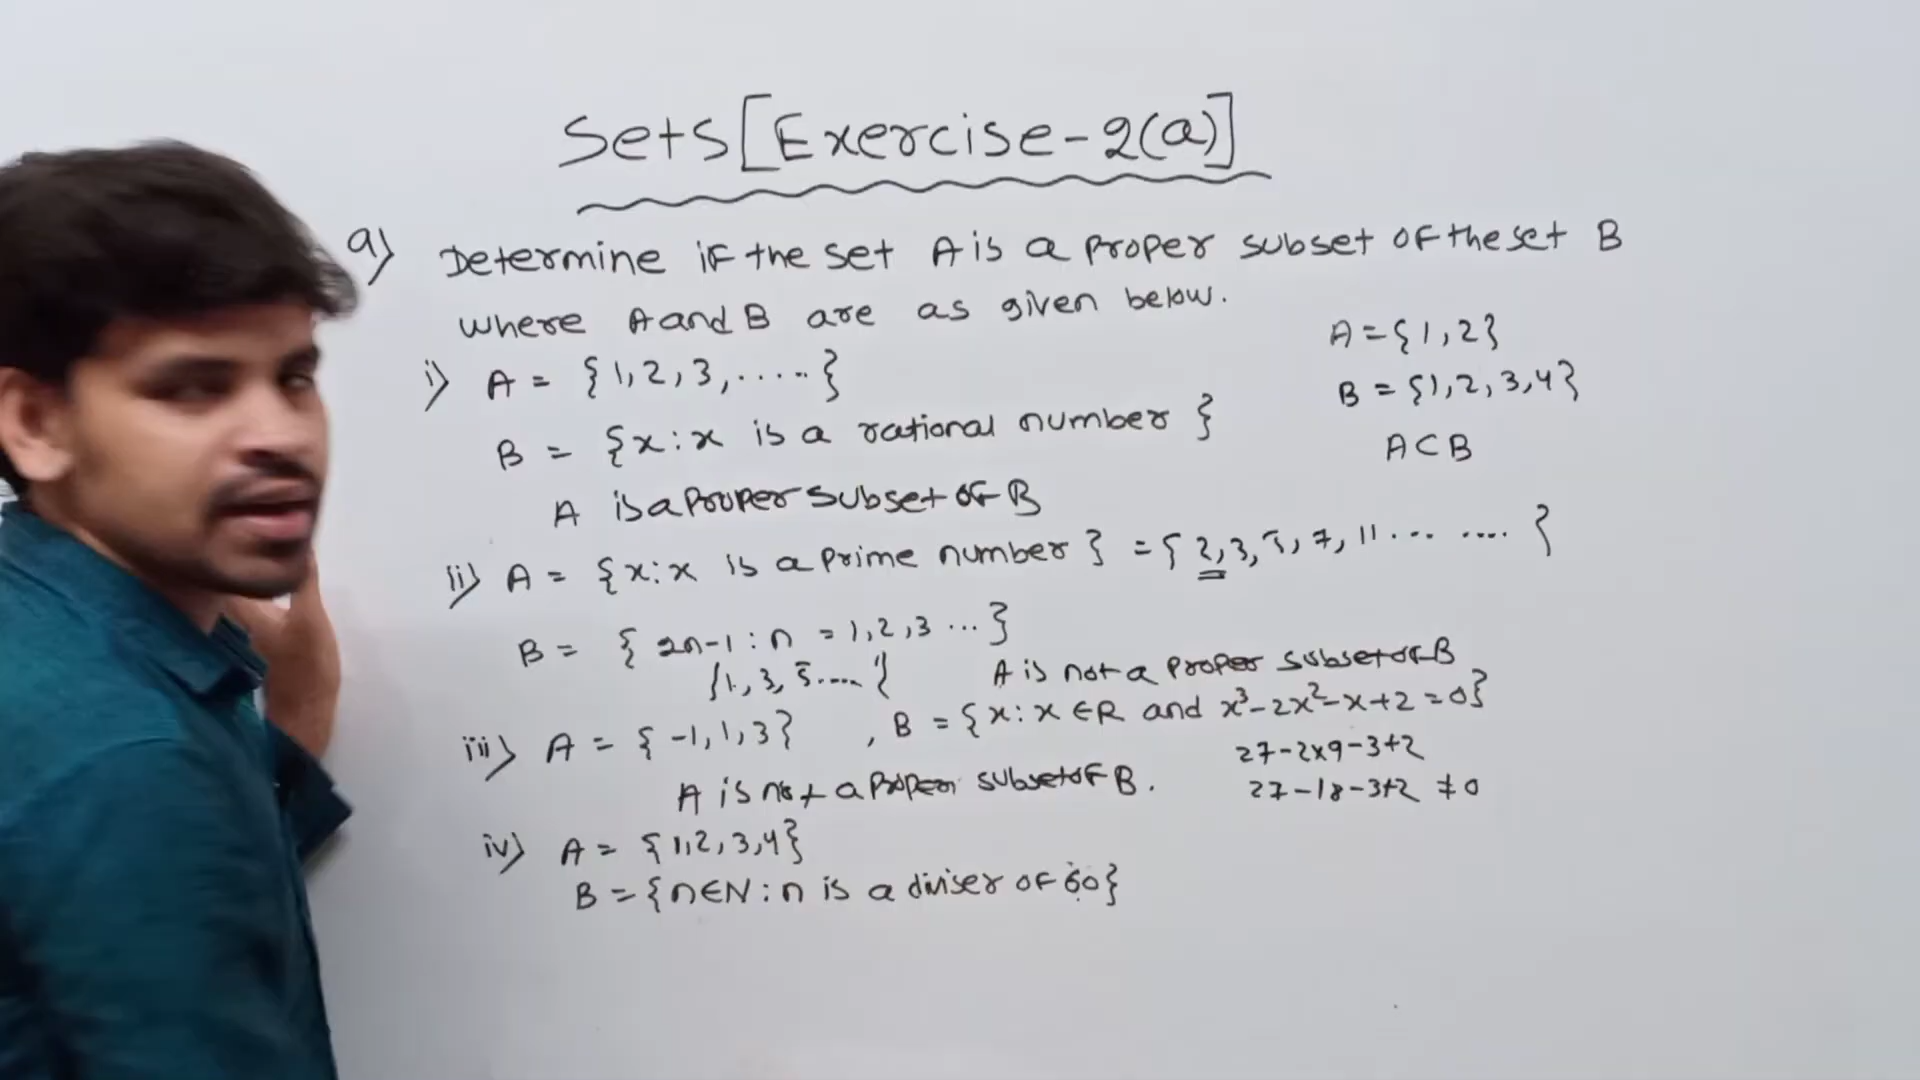 Sets[Exercise-2(a)]
a) Determine if the set A is a proper subset of the set B
where A and B are as given below.
A = {1,2}
i) A = {1,2,3,.....}
B = {1,2,3,4}
B = {x:x is a rational number}
A⊂B
A is a proper subset of B
ii) A = {x:x is a prime number} = {2,3,5,7,11... ....}
B = {2n-1:n = 1,2,3...}
{1,3,5....}
A is not a proper subset of B
iii) A = {-1,1,3}, B = {x:x∈R and x³-2x²-x+2=0}
27-2x9-3+2
A is not a proper subset of B.
27-18-3+2 ≠0
iv) A = {1,2,3,4}
B = {n∈N:n is a diviser of 60}